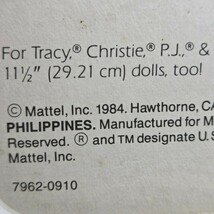 For Tracy,® Christie,® P.J.,® &
11½" (29.21 cm) dolls, too!
© Mattel, Inc. 1984. Hawthorne, CA
PHILIPPINES. Manufactured for M
Reserved. ® and ™ designate U.S
Mattel, Inc.
7962-0910